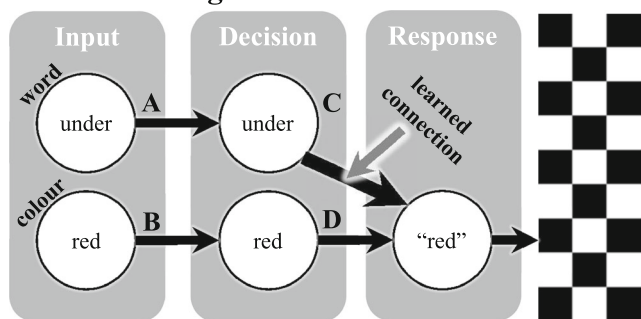 Input
Decision
Response
word
under
A
under
C
learned
connection
colour
red
B
red
D
“red”